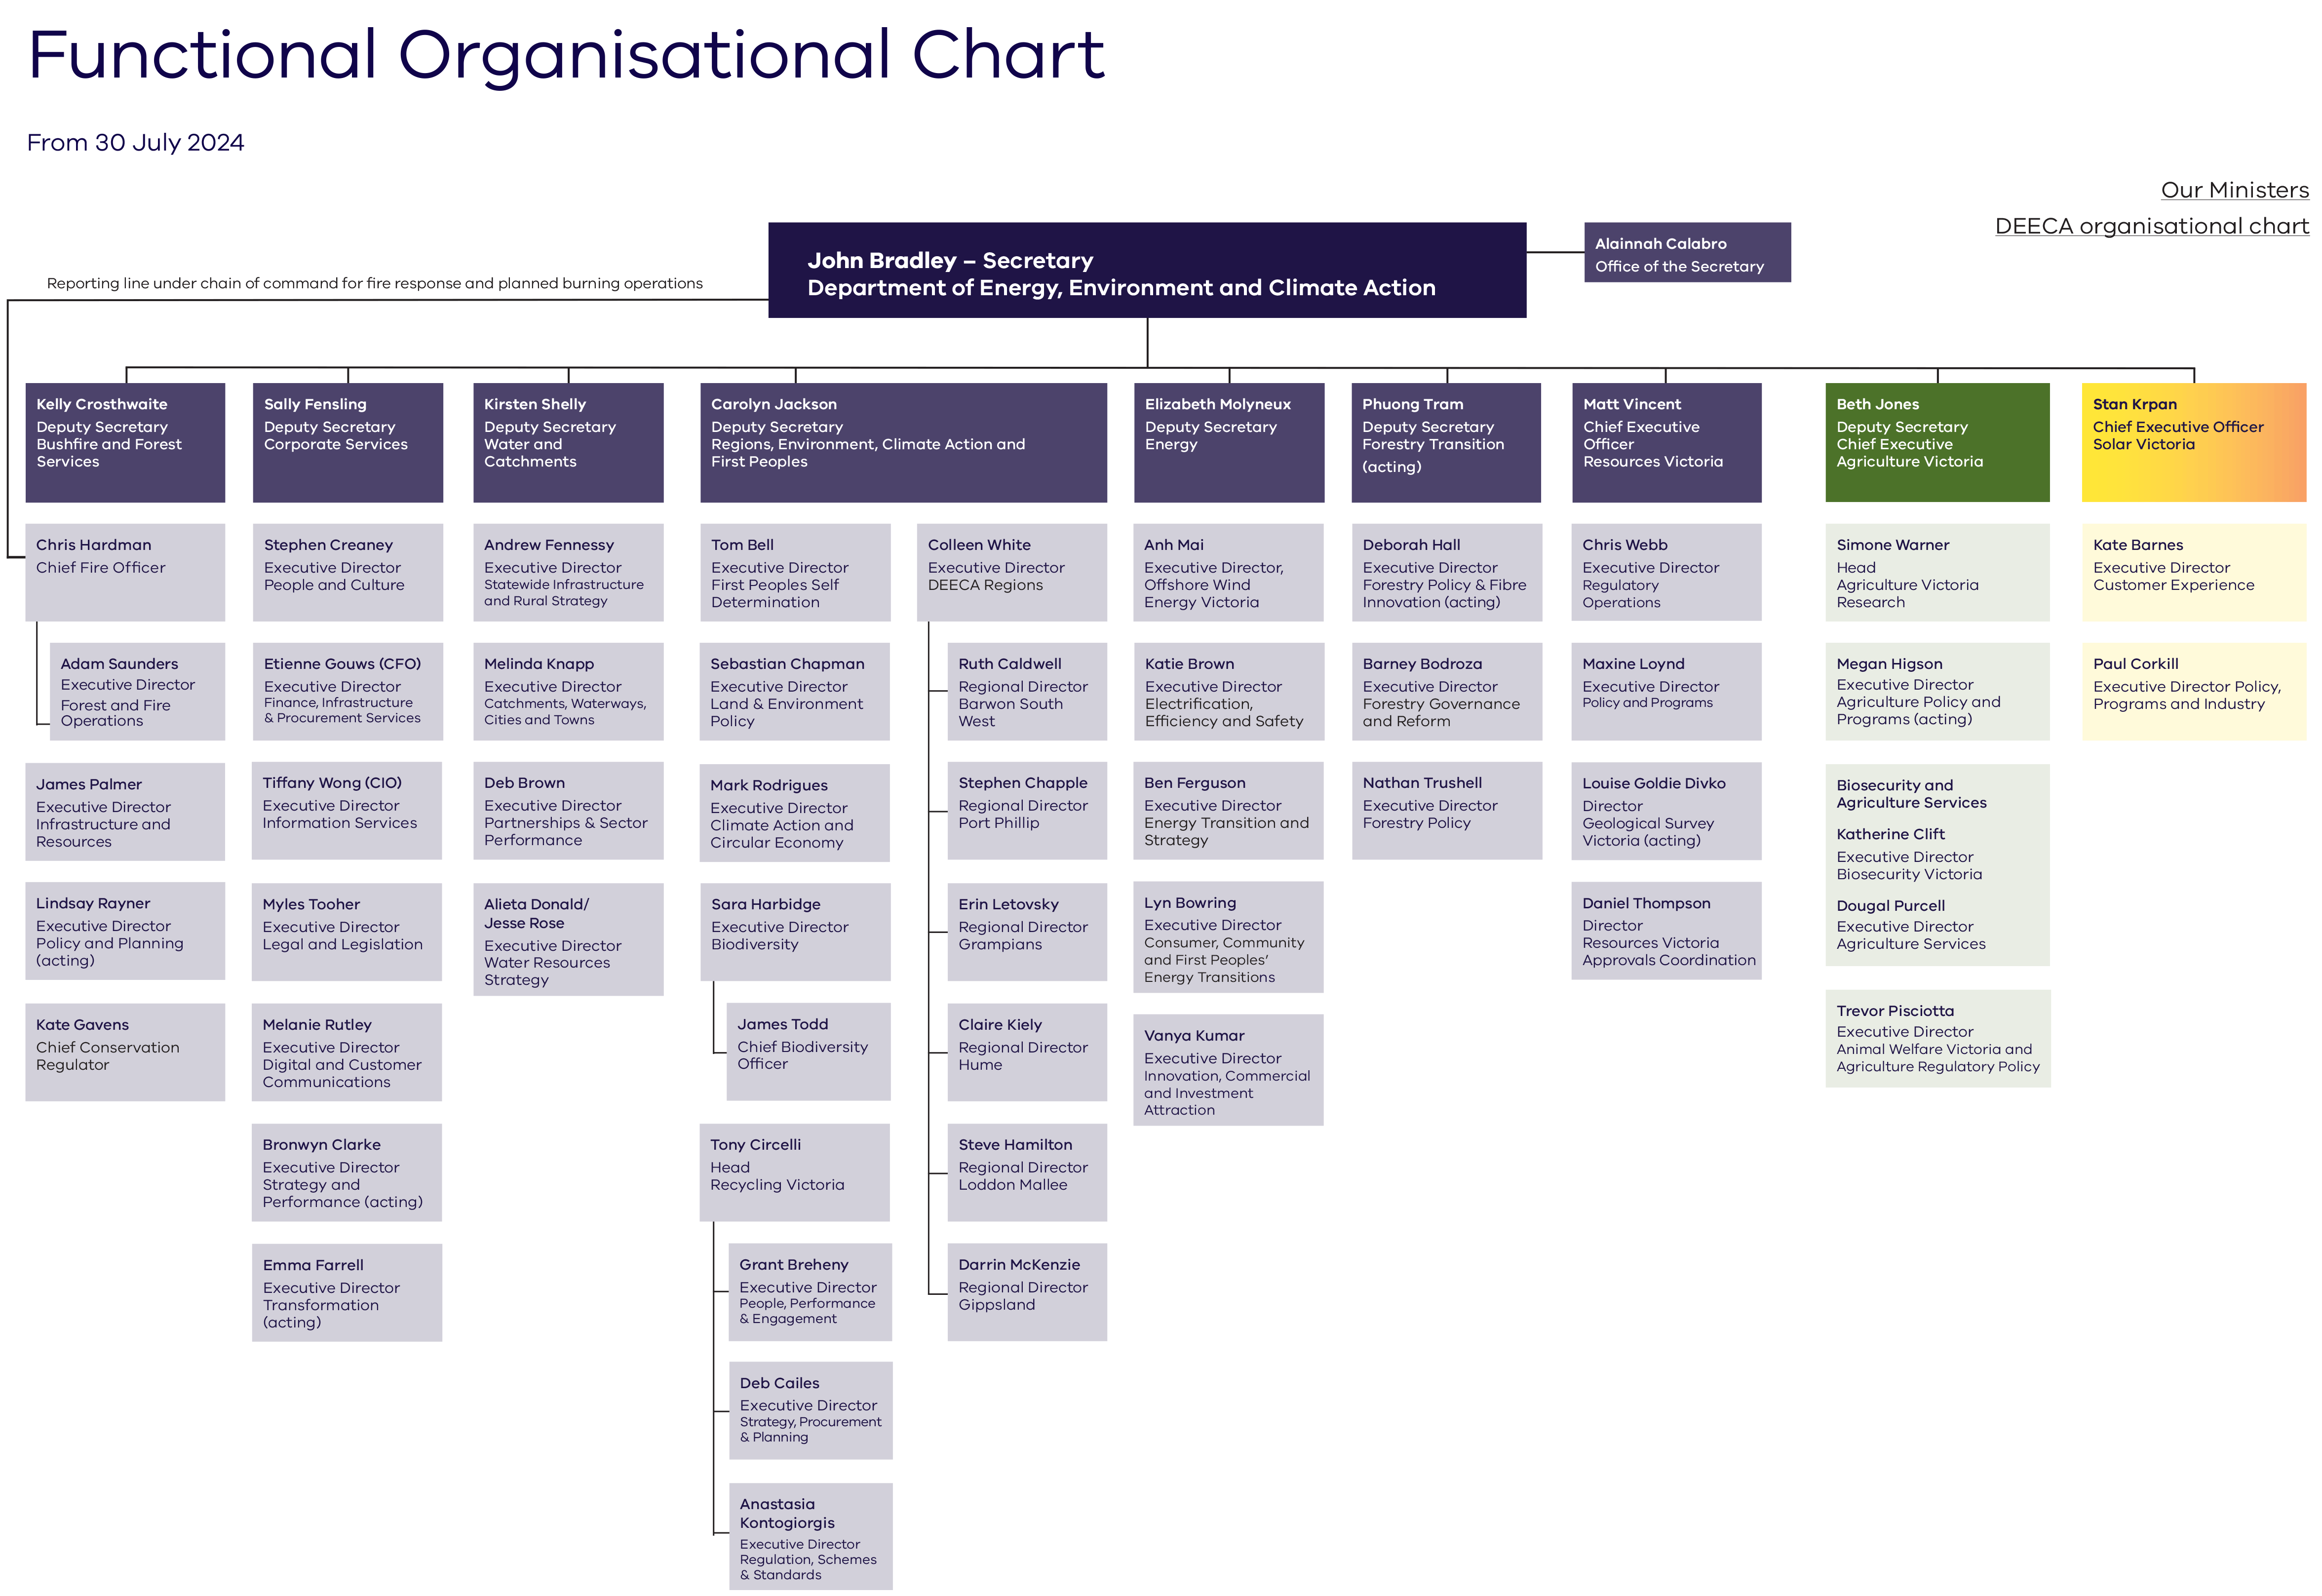 Functional Organisational Chart
From 30 July 2024
Our Ministers
DEECA organisational chart
John Bradley – Secretary
Department of Energy, Environment and Climate Action
Alainnah Calabro
Office of the Secretary
Reporting line under chain of command for fire response and planned burning operations
Kelly Crosthwaite
Deputy Secretary
Bushfire and Forest
Services
Chris Hardman
Chief Fire Officer
Adam Saunders
Executive Director
Forest and Fire
Operations
James Palmer
Executive Director
Infrastructure and
Resources
Lindsay Rayner
Executive Director
Policy and Planning
(acting)
Kate Gavens
Chief Conservation
Regulator
Sally Fensling
Deputy Secretary
Corporate Services
Stephen Creaney
Executive Director
People and Culture
Etienne Gouws (CFO)
Executive Director
Finance, Infrastructure
& Procurement Services
Tiffany Wong (CIO)
Executive Director
Information Services
Myles Tooher
Executive Director
Legal and Legislation
Melanie Rutley
Executive Director
Digital and Customer
Communications
Bronwyn Clarke
Executive Director
Strategy and
Performance (acting)
Emma Farrell
Executive Director
Transformation
(acting)
Kirsten Shelly
Deputy Secretary
Water and
Catchments
Andrew Fennessy
Executive Director
Statewide Infrastructure
and Rural Strategy
Melinda Knapp
Executive Director
Catchments, Waterways,
Cities and Towns
Deb Brown
Executive Director
Partnerships & Sector
Performance
Alieta Donald/
Jesse Rose
Executive Director
Water Resources
Strategy
Carolyn Jackson
Deputy Secretary
Regions, Environment, Climate Action and
First Peoples
Tom Bell
Executive Director
First Peoples Self
Determination
Sebastian Chapman
Executive Director
Land & Environment
Policy
Mark Rodrigues
Executive Director
Climate Action and
Circular Economy
Sara Harbidge
Executive Director
Biodiversity
James Todd
Chief Biodiversity
Officer
Tony Circelli
Head
Recycling Victoria
Grant Breheny
Executive Director
People, Performance
& Engagement
Deb Cailes
Executive Director
Strategy, Procurement
& Planning
Anastasia
Kontogiorgis
Executive Director
Regulation, Schemes
& Standards
Colleen White
Executive Director
DEECA Regions
Ruth Caldwell
Regional Director
Barwon South
West
Stephen Chapple
Regional Director
Port Phillip
Erin Letovsky
Regional Director
Grampians
Claire Kiely
Regional Director
Hume
Steve Hamilton
Regional Director
Loddon Mallee
Darrin McKenzie
Regional Director
Gippsland
Elizabeth Molyneux
Deputy Secretary
Energy
Anh Mai
Executive Director,
Offshore Wind
Energy Victoria
Katie Brown
Executive Director
Electrification,
Efficiency and Safety
Ben Ferguson
Executive Director
Energy Transition and
Strategy
Lyn Bowring
Executive Director
Consumer, Community
and First Peoples’
Energy Transitions
Vanya Kumar
Executive Director
Innovation, Commercial
and Investment
Attraction
Phuong Tram
Deputy Secretary
Forestry Transition
(acting)
Deborah Hall
Executive Director
Forestry Policy & Fibre
Innovation (acting)
Barney Bodroza
Executive Director
Forestry Governance
and Reform
Nathan Trushell
Executive Director
Forestry Policy
Matt Vincent
Chief Executive
Officer
Resources Victoria
Chris Webb
Executive Director
Regulatory
Operations
Maxine Loynd
Executive Director
Policy and Programs
Louise Goldie Divko
Director
Geological Survey
Victoria (acting)
Daniel Thompson
Director
Resources Victoria
Approvals Coordination
Beth Jones
Deputy Secretary
Chief Executive
Agriculture Victoria
Simone Warner
Head
Agriculture Victoria
Research
Megan Higson
Executive Director
Agriculture Policy and
Programs (acting)
Biosecurity and
Agriculture Services
Katherine Clift
Executive Director
Biosecurity Victoria
Dougal Purcell
Executive Director
Agriculture Services
Trevor Pisciotta
Executive Director
Animal Welfare Victoria and
Agriculture Regulatory Policy
Stan Krpan
Chief Executive Officer
Solar Victoria
Kate Barnes
Executive Director
Customer Experience
Paul Corkill
Executive Director Policy,
Programs and Industry